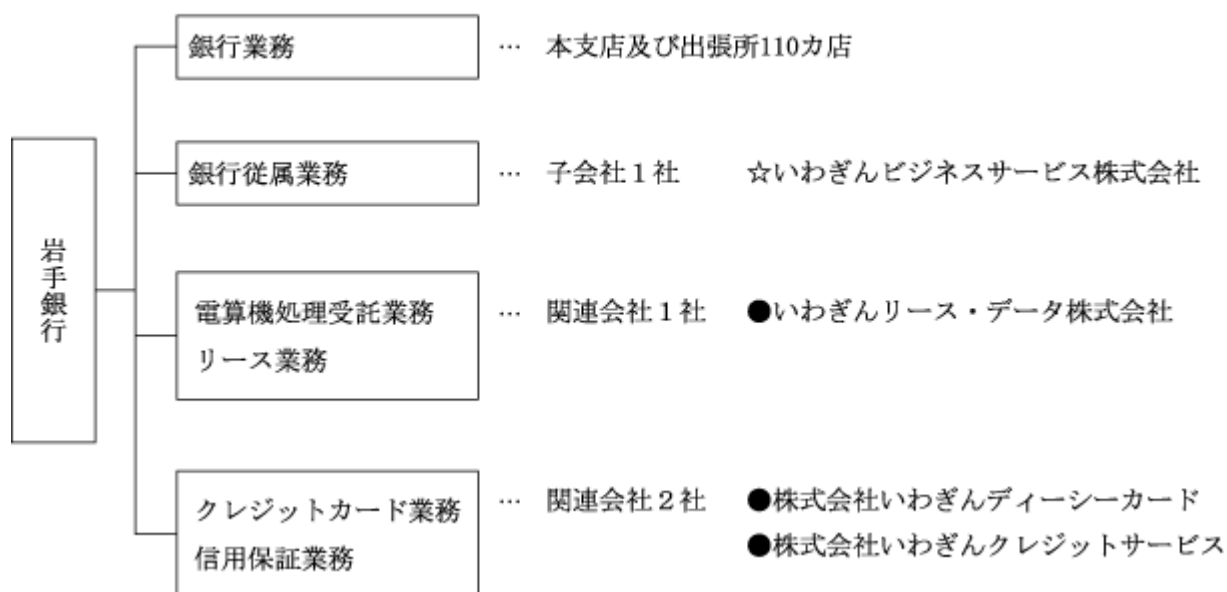 岩手銀行
銀行業務 … 本支店及び出張所110カ店
銀行従属業務 … 子会社１社 ☆いわぎんビジネスサービス株式会社
電算機処理受託業務 … 関連会社１社 ●いわぎんリース・データ株式会社
リース業務
クレジットカード業務 … 関連会社２社 ●株式会社いわぎんディーシーカード
信用保証業務 ●株式会社いわぎんクレジットサービス